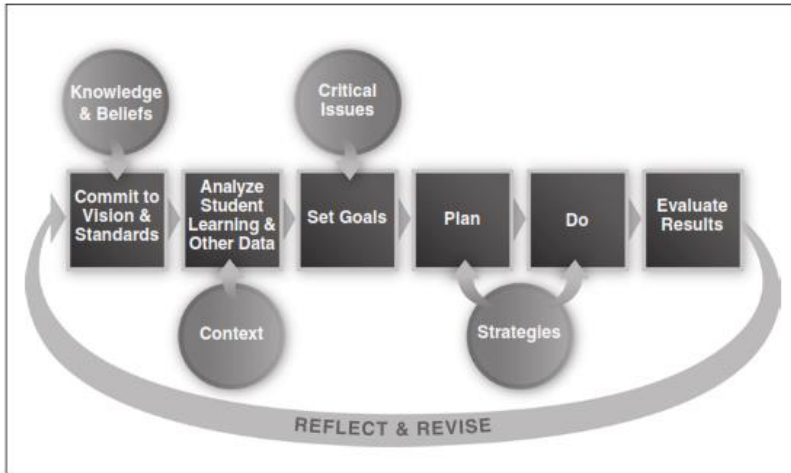 Knowledge
& Beliefs
Critical
Issues
Commit to
Vision &
Standards
Analyze
Student
Learning &
Other Data
Set Goals
Plan
Do
Evaluate
Results
Context
Strategies
REFLECT & REVISE